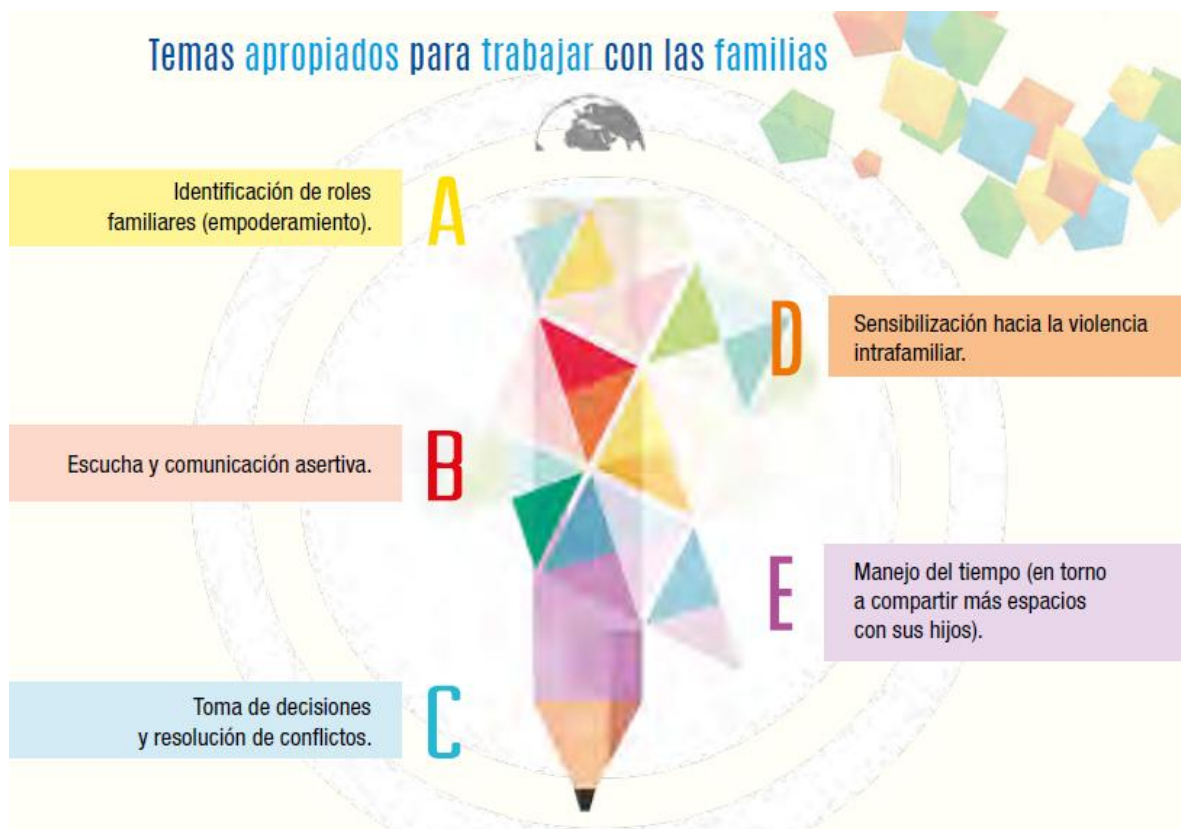 Temas apropiados para trabajar con las familias
A
Identificación de roles
familiares (empoderamiento).
B
Escucha y comunicación asertiva.
C
Toma de decisiones
y resolución de conflictos.
D
Sensibilización hacia la violencia
intrafamiliar.
E
Manejo del tiempo (en torno
a compartir más espacios
con sus hijos).